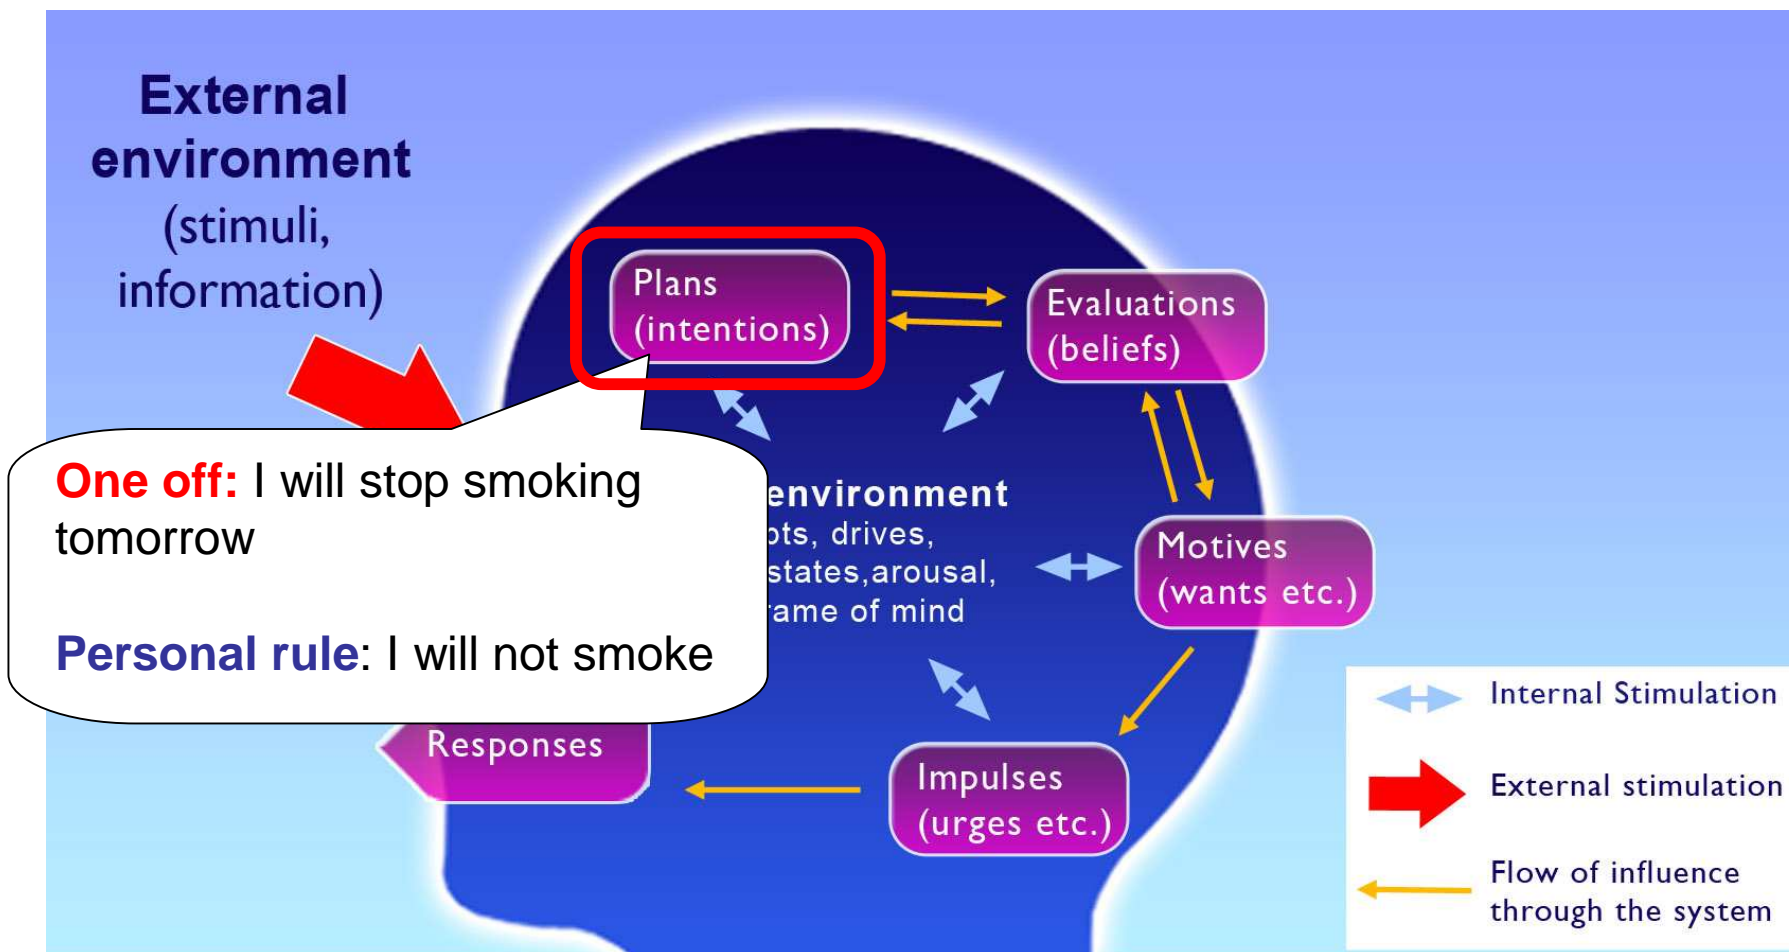 External
environment
(stimuli,
information)
Plans
(intentions)
Evaluations
(beliefs)
One off: I will stop smoking
tomorrow
Personal rule: I will not smoke
environment
drives,
states,arousal,
of mind
Motives
(wants etc.)
Responses
Impulses
(urges etc.)
Internal Stimulation
External stimulation
Flow of influence
through the system